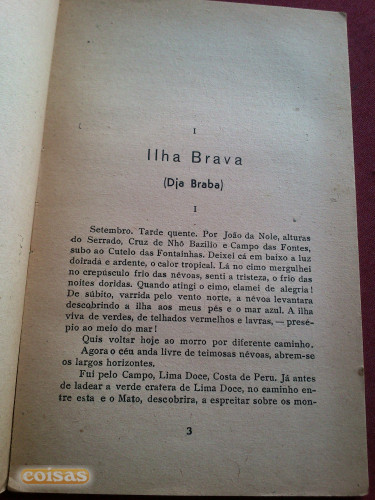 I
Ilha Brava
(Dja Braba)
I
Setembro. Tarde quente. Por João da Nole, alturas
do Serrado, Cruz de Nhô Bazilio e Campo das Fontes,
subo ao Cutelo das Fontainhas. Deixei cá em baixo a luz
doirada e ardente, o calor tropical. Lá no cimo mergulhei
no crepúsculo frio das névoas, senti a tristeza, o frio das
noites doridas. Quando atingi o cimo, clamei de alegria!
De súbito, varrida pelo vento norte, a névoa levantara
descobrindo a ilha aos meus pés e o mar azul. A ilha
viva de verdes, de telhados vermelhos e lavras, — presé-
pio ao meio do mar!
Quis voltar hoje ao morro por diferente caminho.
Agora o céu anda livre de teimosas névoas, abrem-se
os largos horizontes.
Fui pelo Campo, Lima Doce, Costa de Peru. Já antes
de ladear a verde cratera de Lima Doce, no caminho en-
tre esta e o Mato, descobrira, a espreitar sobre os mon-
3
coisas